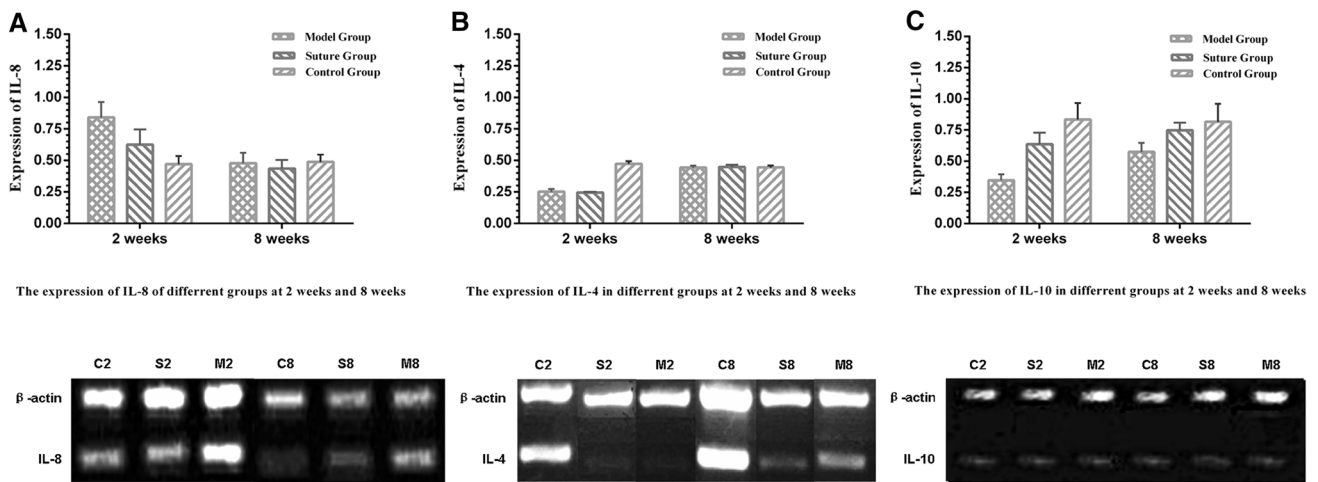 A
Expression of IL-8
1.50
1.25
1.00
0.75
0.50
0.25
0.00
Model Group
Suture Group
Control Group
2 weeks
8 weeks
The expression of IL-8 of differrent groups at 2 weeks and 8 weeks
C2 S2 M2 C8 S8 M8
β-actin
IL-8
B
Expression of IL-4
1.50
1.25
1.00
0.75
0.50
0.25
0.00
Model Group
Suture Group
Control Group
2 weeks
8 weeks
The expression of IL-4 in differrent groups at 2 weeks and 8 weeks
C2 S2 M2 C8 S8 M8
β-actin
IL-4
C
Expression of IL-10
1.50
1.25
1.00
0.75
0.50
0.25
0.00
Model Group
Suture Group
Control Group
2 weeks
8 weeks
The expression of IL-10 in differrent groups at 2 weeks and 8 weeks
C2 S2 M2 C8 S8 M8
β-actin
IL-10